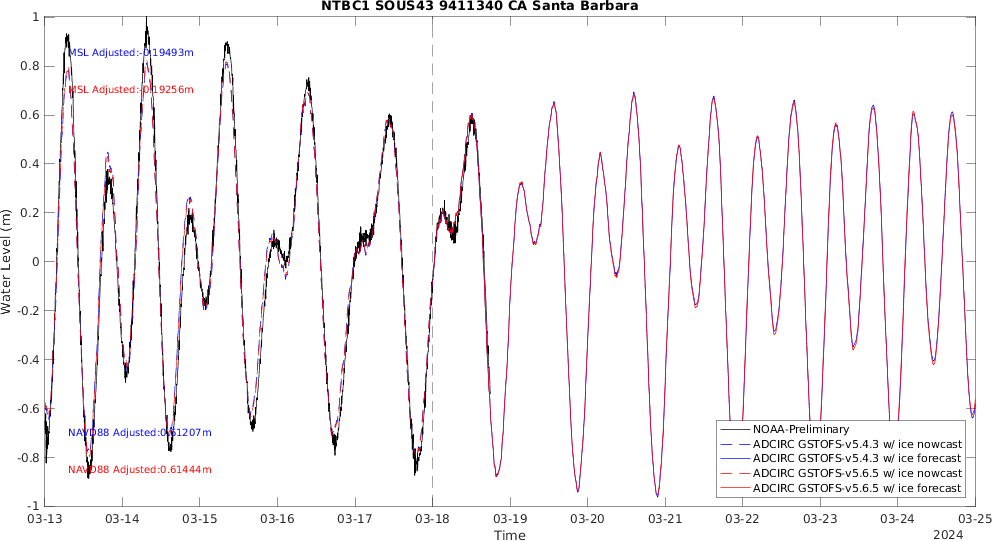 NTBC1 SOUS43 9411340 CA Santa Barbara
1
0.8
0.6
0.4
0.2
0
-0.2
-0.4
-0.6
-0.8
-1
Water Level (m)
MSL Adjusted:-0.19493m
MSL Adjusted:-0.19256m
NAVD88 Adjusted:0.61207m
NAVD88 Adjusted:0.61444m
NOAA-Preliminary
ADCIRC GSTOFS-v5.4.3 w/ ice nowcast
ADCIRC GSTOFS-v5.4.3 w/ ice forecast
ADCIRC GSTOFS-v5.6.5 w/ ice nowcast
ADCIRC GSTOFS-v5.6.5 w/ ice forecast
03-13 03-14 03-15 03-16 03-17 03-18 03-19 03-20 03-21 03-22 03-23 03-24 03-25
Time
2024